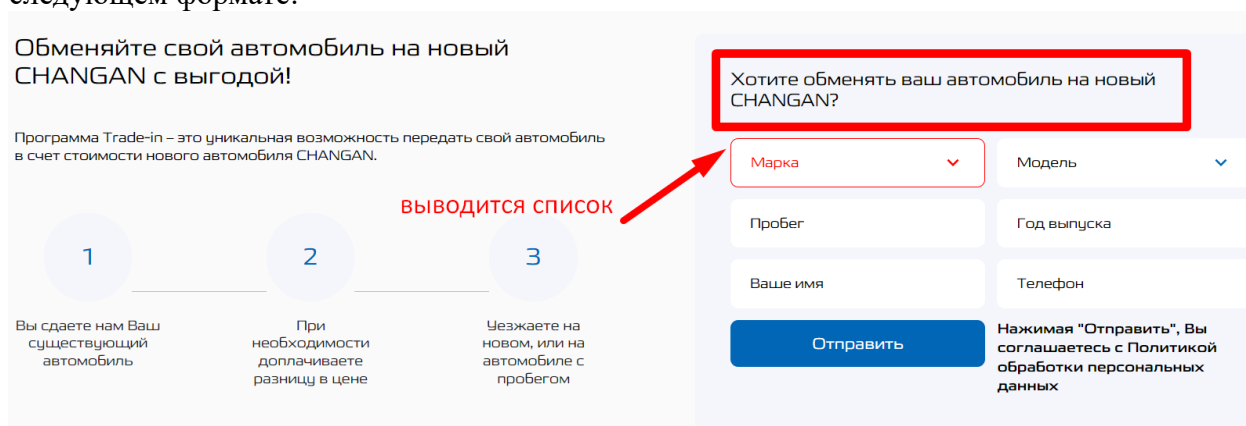 следующем формате:
Обменяйте свой автомобиль на новый
CHANGAN с выгодой!
Программа Trade-in – это уникальная возможность передать свой автомобиль
в счет стоимости нового автомобиля CHANGAN.
1
2
3
Вы сдаете нам Ваш
существующий
автомобиль
При
необходимости
доплачиваете
разницу в цене
Уезжаете на
новом, или на
автомобиле с
пробегом
выводится список
Хотите обменять ваш автомобиль на новый
CHANGAN?
Марка
Модель
Пробег
Год выпуска
Ваше имя
Телефон
Отправить
Нажимая "Отправить", Вы
соглашаетесь с Политикой
обработки персональных
данных